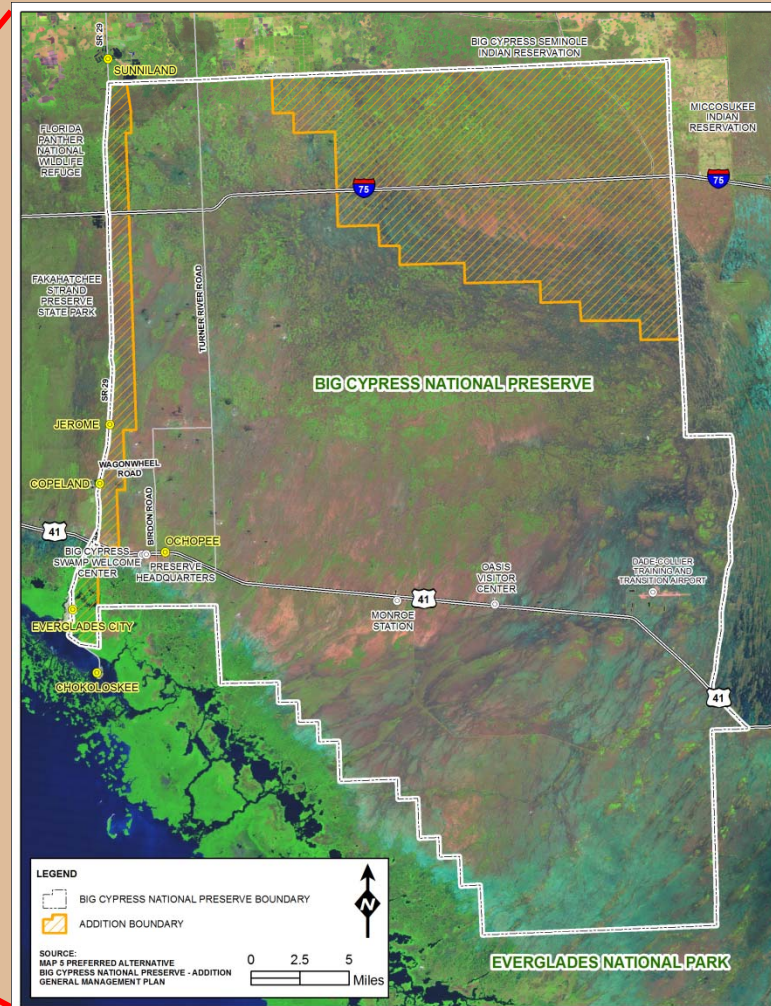 SR 29
SUNNILAND
BIG CYPRESS SEMINOLE
INDIAN RESERVATION
FLORIDA
PANTHER
NATIONAL
WILDLIFE
REFUGE
MICCOSUKEE
INDIAN
RESERVATION
75
75
FAKAHATCHEE
STRAND
PRESERVE
STATE PARK
TURNER RIVER ROAD
SR 29
BIG CYPRESS NATIONAL PRESERVE
JEROME
WAGONWHEEL
ROAD
COPELAND
BIRDON ROAD
41
OCHOPEE
BIG CYPRESS
SWAMP WELCOME
CENTER
PRESERVE
HEADQUARTERS
OASIS
VISITOR
CENTER
DADE-COLLIER
TRAINING AND
TRANSITION AIRPORT
MONROE
STATION
41
EVERGLADES CITY
CHOKOLOSKEE
41
LEGEND
BIG CYPRESS NATIONAL PRESERVE BOUNDARY
ADDITION BOUNDARY
N
SOURCE:
MAP 5 PREFERRED ALTERNATIVE
BIG CYPRESS NATIONAL PRESERVE - ADDITION
GENERAL MANAGEMENT PLAN
0 2.5 5
Miles
EVERGLADES NATIONAL PARK